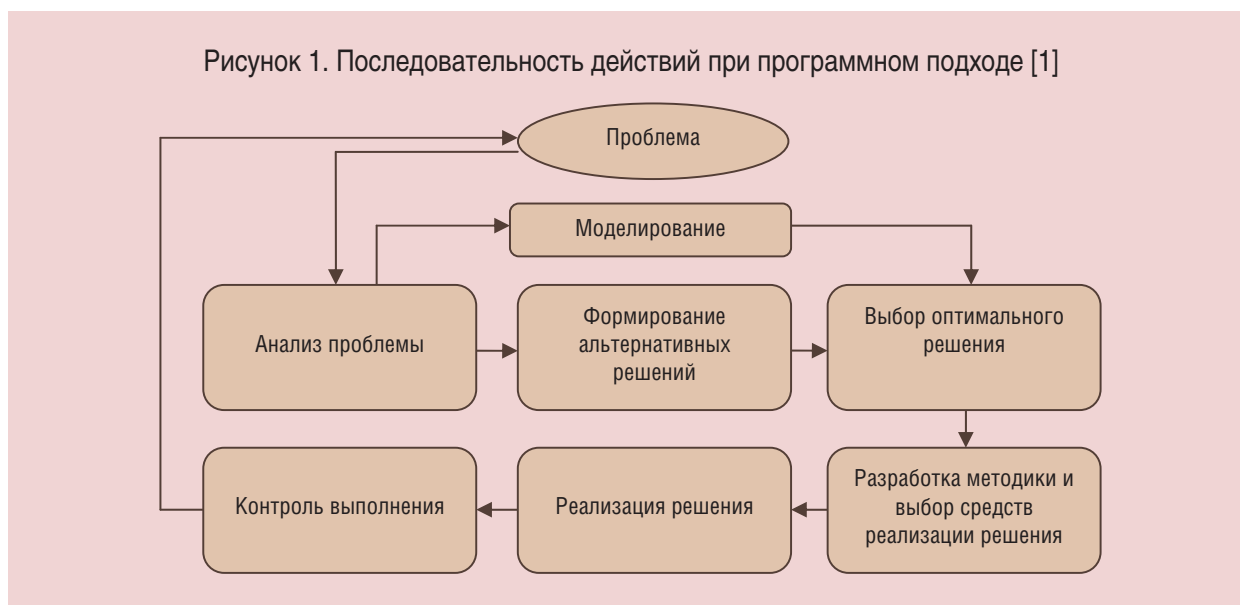 Рисунок 1. Последовательность действий при программном подходе [1]
Проблема
Моделирование
Анализ проблемы
Формирование
альтернативных
решений
Выбор оптимального
решения
Контроль выполнения
Реализация решения
Разработка методики и
выбор средств
реализации решения